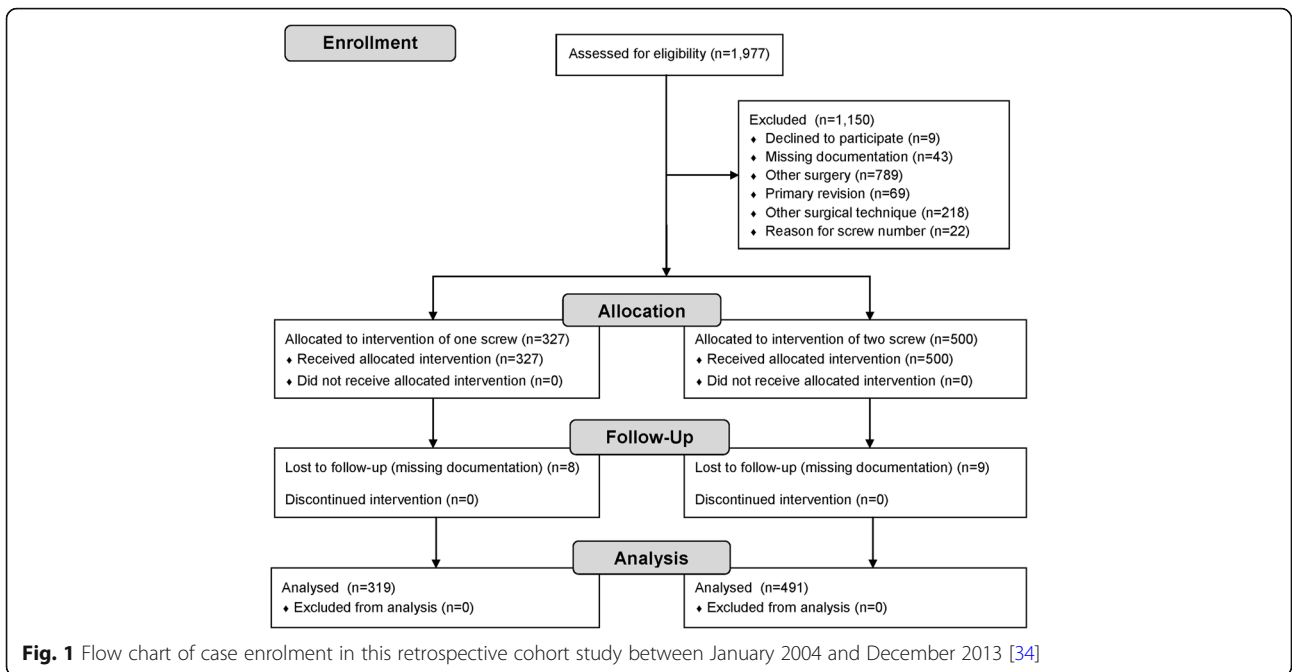 Enrollment
Assessed for eligibility (n=1,977)
Excluded (n=1,150)
♦ Declined to participate (n=9)
♦ Missing documentation (n=43)
♦ Other surgery (n=789)
♦ Primary revision (n=69)
♦ Other surgical technique (n=218)
♦ Reason for screw number (n=22)
Allocation
Allocated to intervention of one screw (n=327)
♦ Received allocated intervention (n=327)
♦ Did not receive allocated intervention (n=0)
Allocated to intervention of two screw (n=500)
♦ Received allocated intervention (n=500)
♦ Did not receive allocated intervention (n=0)
Follow-Up
Lost to follow-up (missing documentation) (n=8)
Discontinued intervention (n=0)
Lost to follow-up (missing documentation) (n=9)
Discontinued intervention (n=0)
Analysis
Analysed (n=319)
♦ Excluded from analysis (n=0)
Analysed (n=491)
♦ Excluded from analysis (n=0)
Fig. 1 Flow chart of case enrolment in this retrospective cohort study between January 2004 and December 2013 [34]